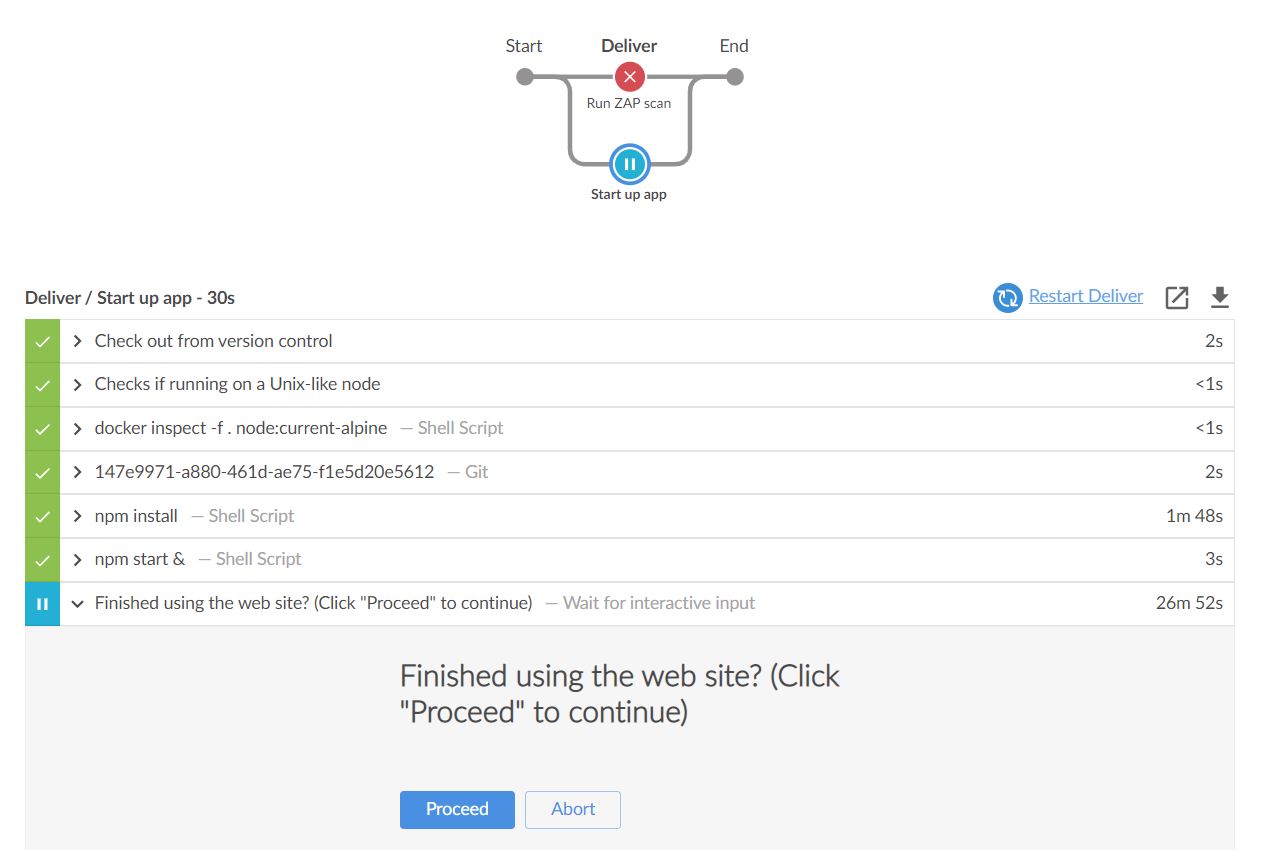 Start
Deliver
End
Run ZAP scan
Start up app
Deliver / Start up app - 30s
Restart Deliver
Check out from version control 2s
Checks if running on a Unix-like node <1s
docker inspect -f . node:current-alpine — Shell Script <1s
147e9971-a880-461d-ae75-f1e5d20e5612 — Git 2s
npm install — Shell Script 1m 48s
npm start & — Shell Script 3s
Finished using the web site? (Click "Proceed" to continue) — Wait for interactive input 26m 52s
Finished using the web site? (Click
"Proceed" to continue)
Proceed
Abort